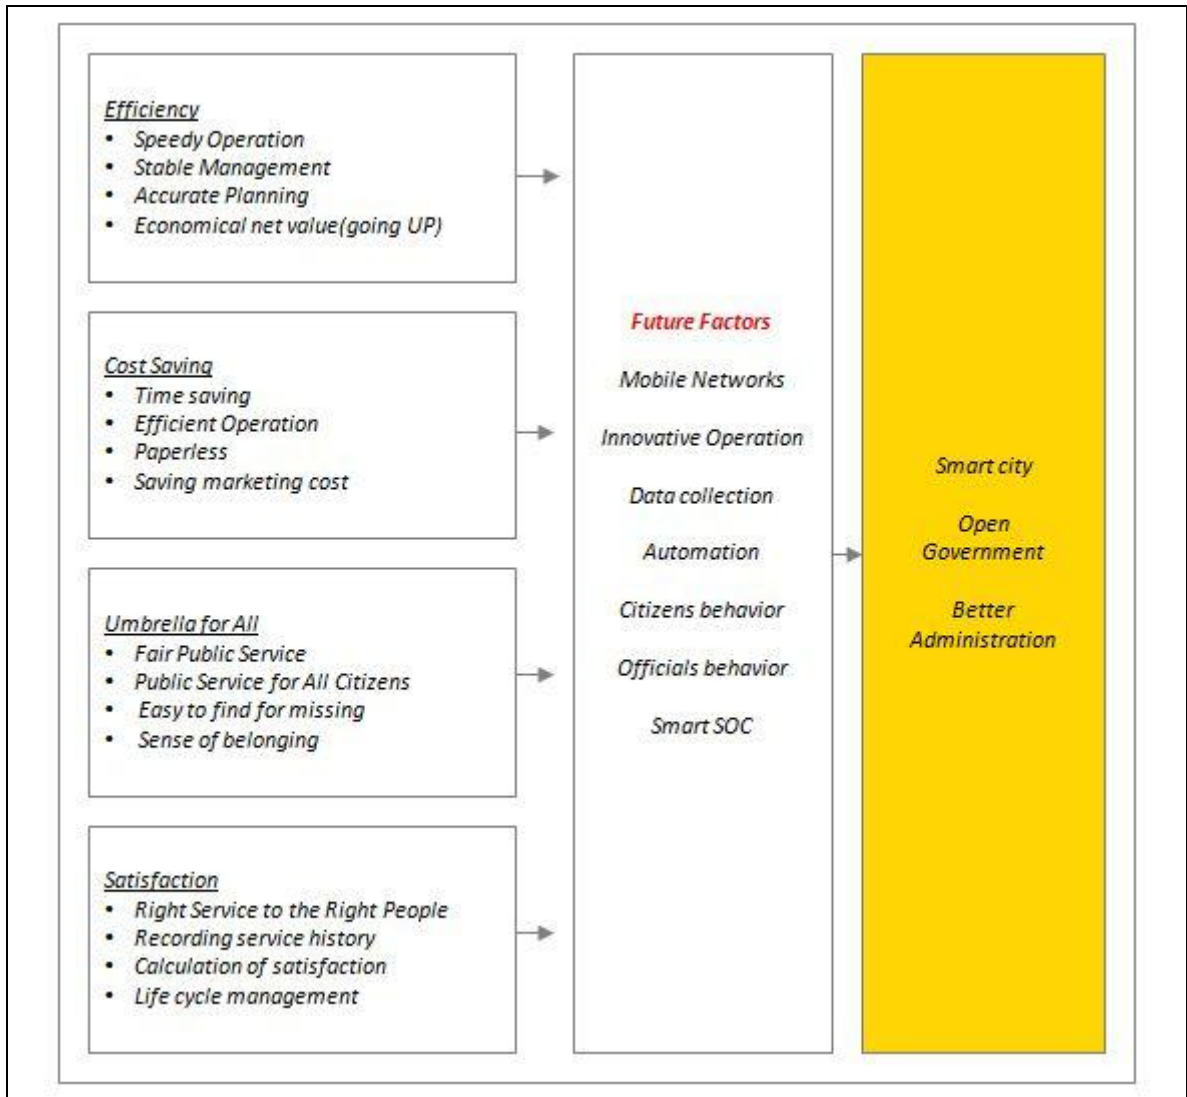 Efficiency
• Speedy Operation
• Stable Management
• Accurate Planning
• Economical net value(going UP)
Cost Saving
• Time saving
• Efficient Operation
• Paperless
• Saving marketing cost
Umbrella for All
• Fair Public Service
• Public Service for All Citizens
• Easy to find for missing
• Sense of belonging
Satisfaction
• Right Service to the Right People
• Recording service history
• Calculation of satisfaction
• Life cycle management
Future Factors
Mobile Networks
Innovative Operation
Data collection
Automation
Citizens behavior
Officials behavior
Smart SOC
Smart city
Open
Government
Better
Administration